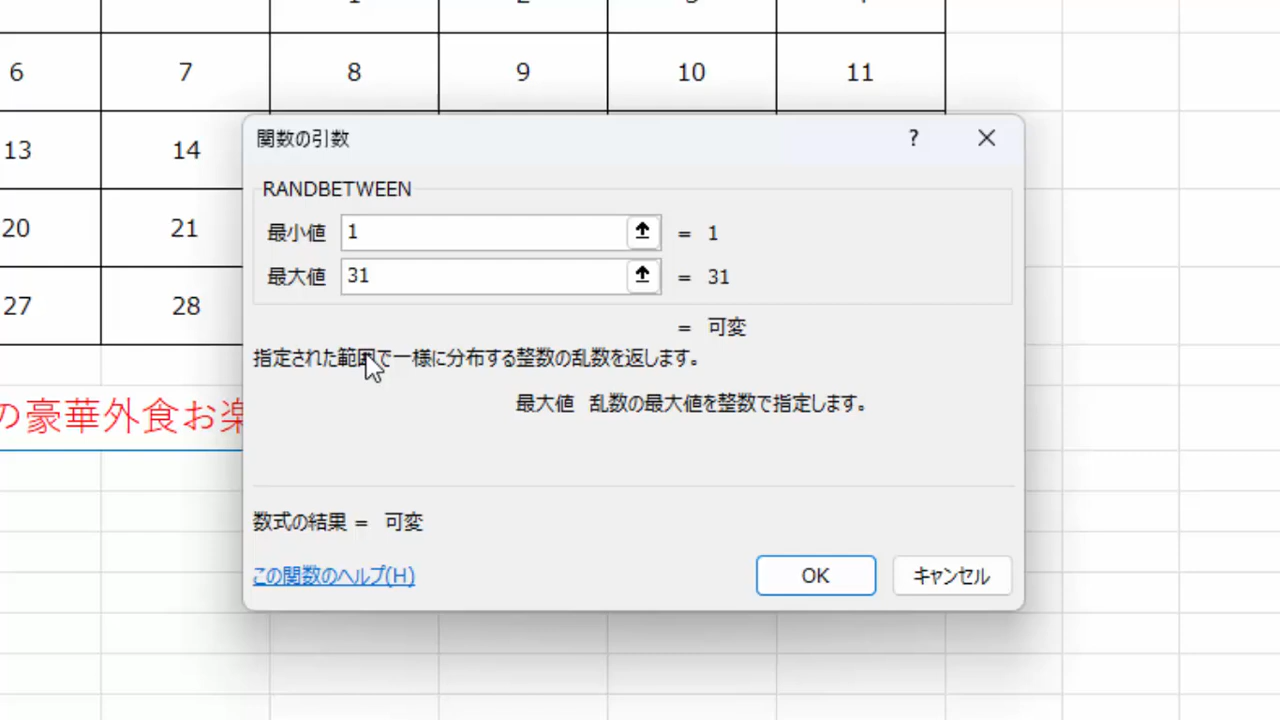 6 7 8 9 10 11
関数の引数 ?
13 14
RANDBETWEEN
最小値 1 = 1
20 21
最大値 31 = 31
27 28
= 可変
指定された範囲で一様に分布する整数の乱数を返します。
最大値 乱数の最大値を整数で指定します。
の豪華外食お楽
数式の結果 = 可変
この関数のヘルプ(H)
OK キャンセル